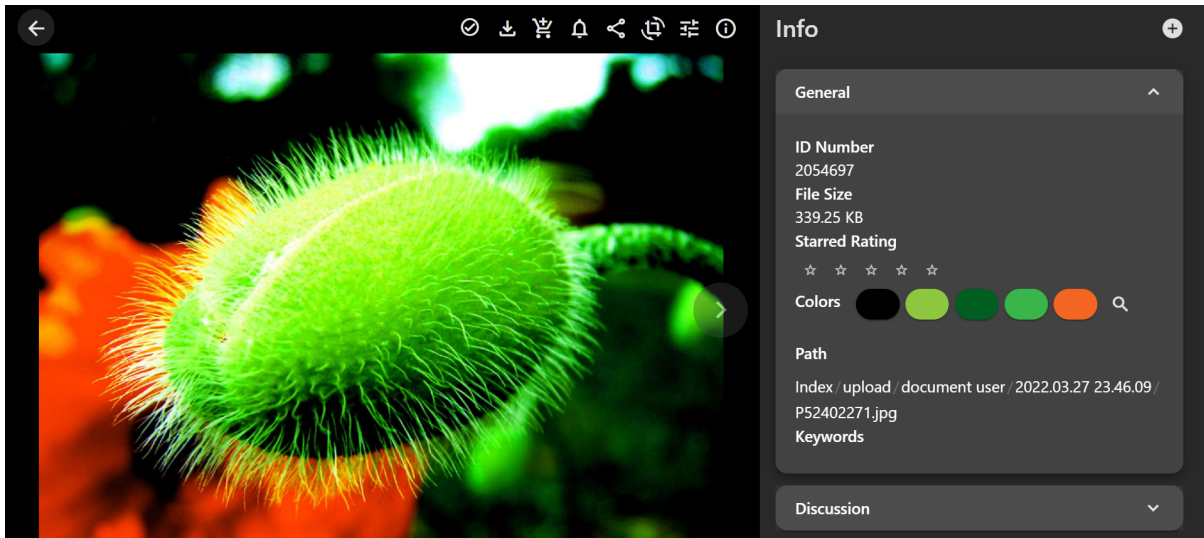 Info
General
ID Number
2054697
File Size
339.25 KB
Starred Rating
Colors
Path
Index/upload/document user/2022.03.27 23.46.09/
P52402271.jpg
Keywords
Discussion